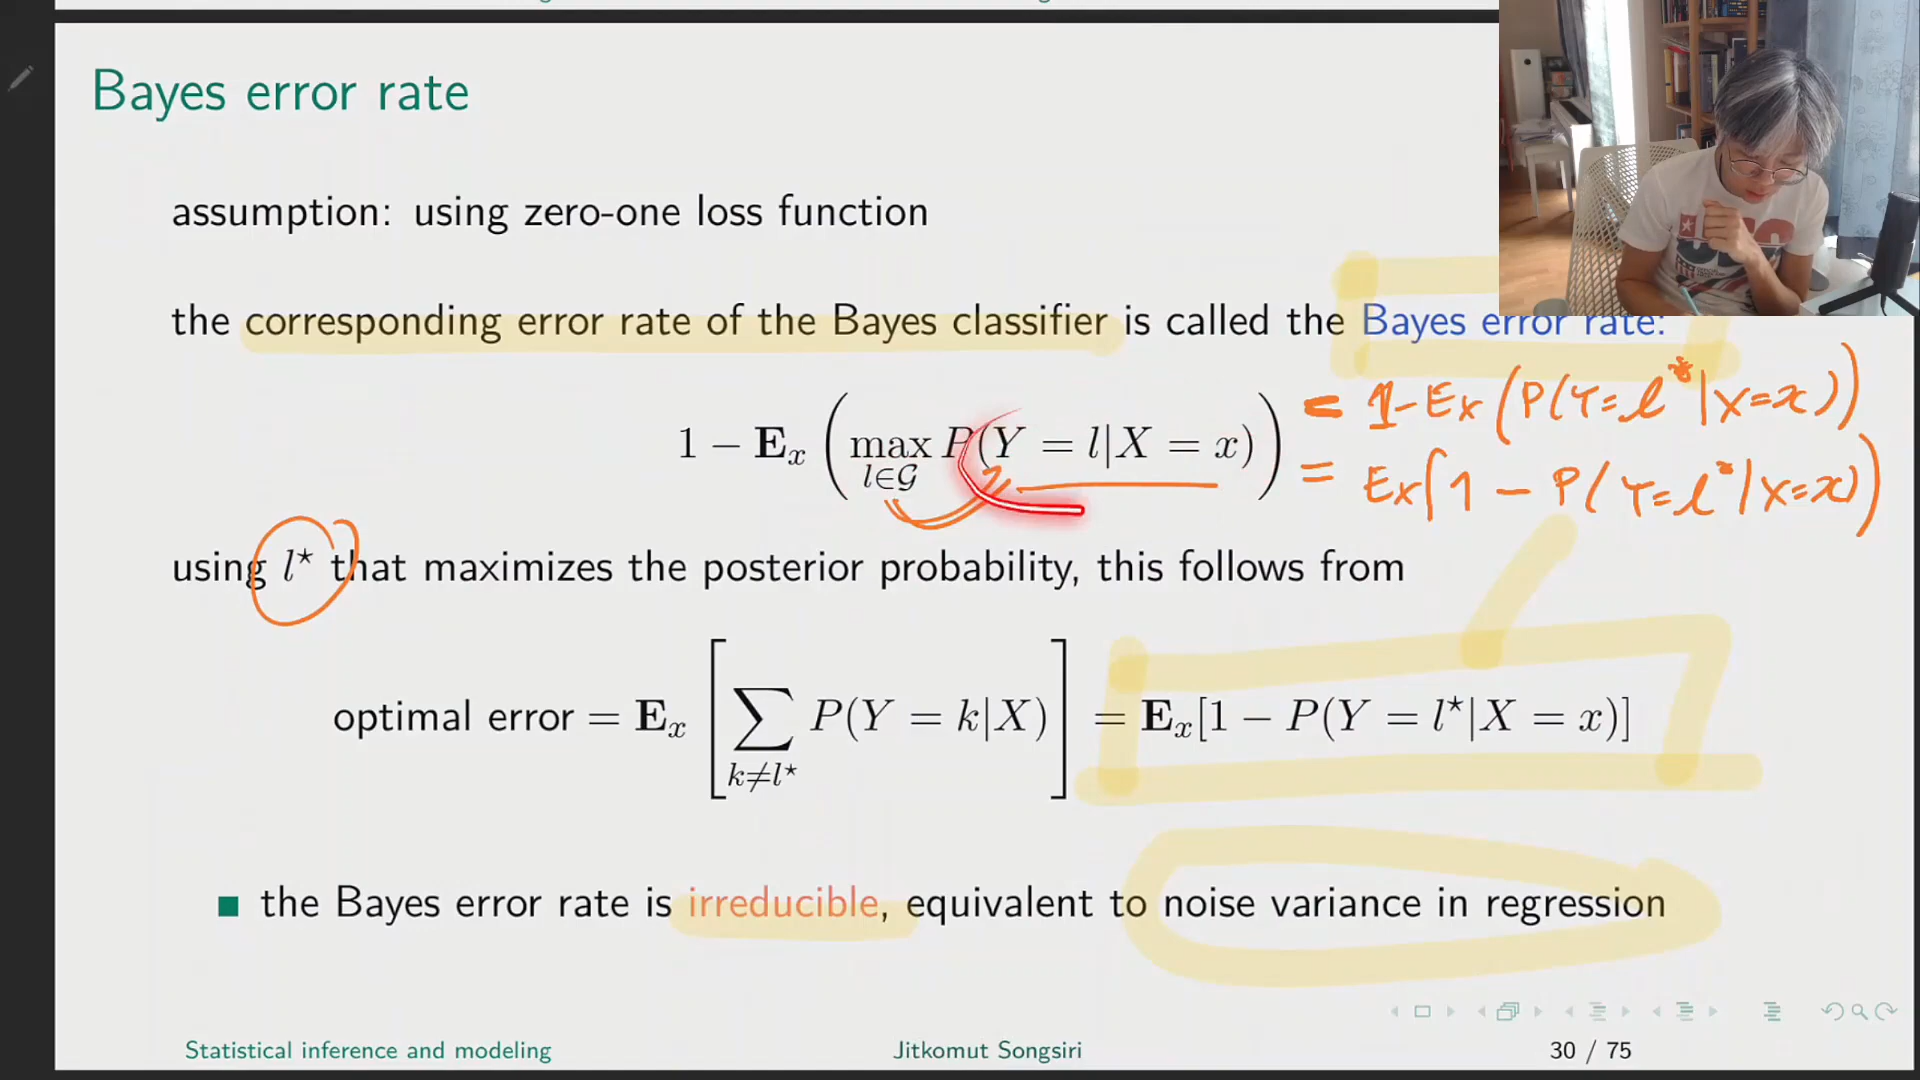 Bayes error rate
assumption: using zero-one loss function
the corresponding error rate of the Bayes classifier is called the Bayes error rate:
1 − E_x ( max_{l∈𝒢} P(Y = l|X = x) )
= 1 - Ex (P(Y=l*|X=x))
= Ex[1 - P(Y=l*|X=x)]
using l⋆ that maximizes the posterior probability, this follows from
optimal error = E_x [ ∑_{k≠l⋆} P(Y = k|X) ] = E_x[1 − P(Y = l⋆|X = x)]
■ the Bayes error rate is irreducible, equivalent to noise variance in regression
Statistical inference and modeling
Jitkomut Songsiri
30 / 75